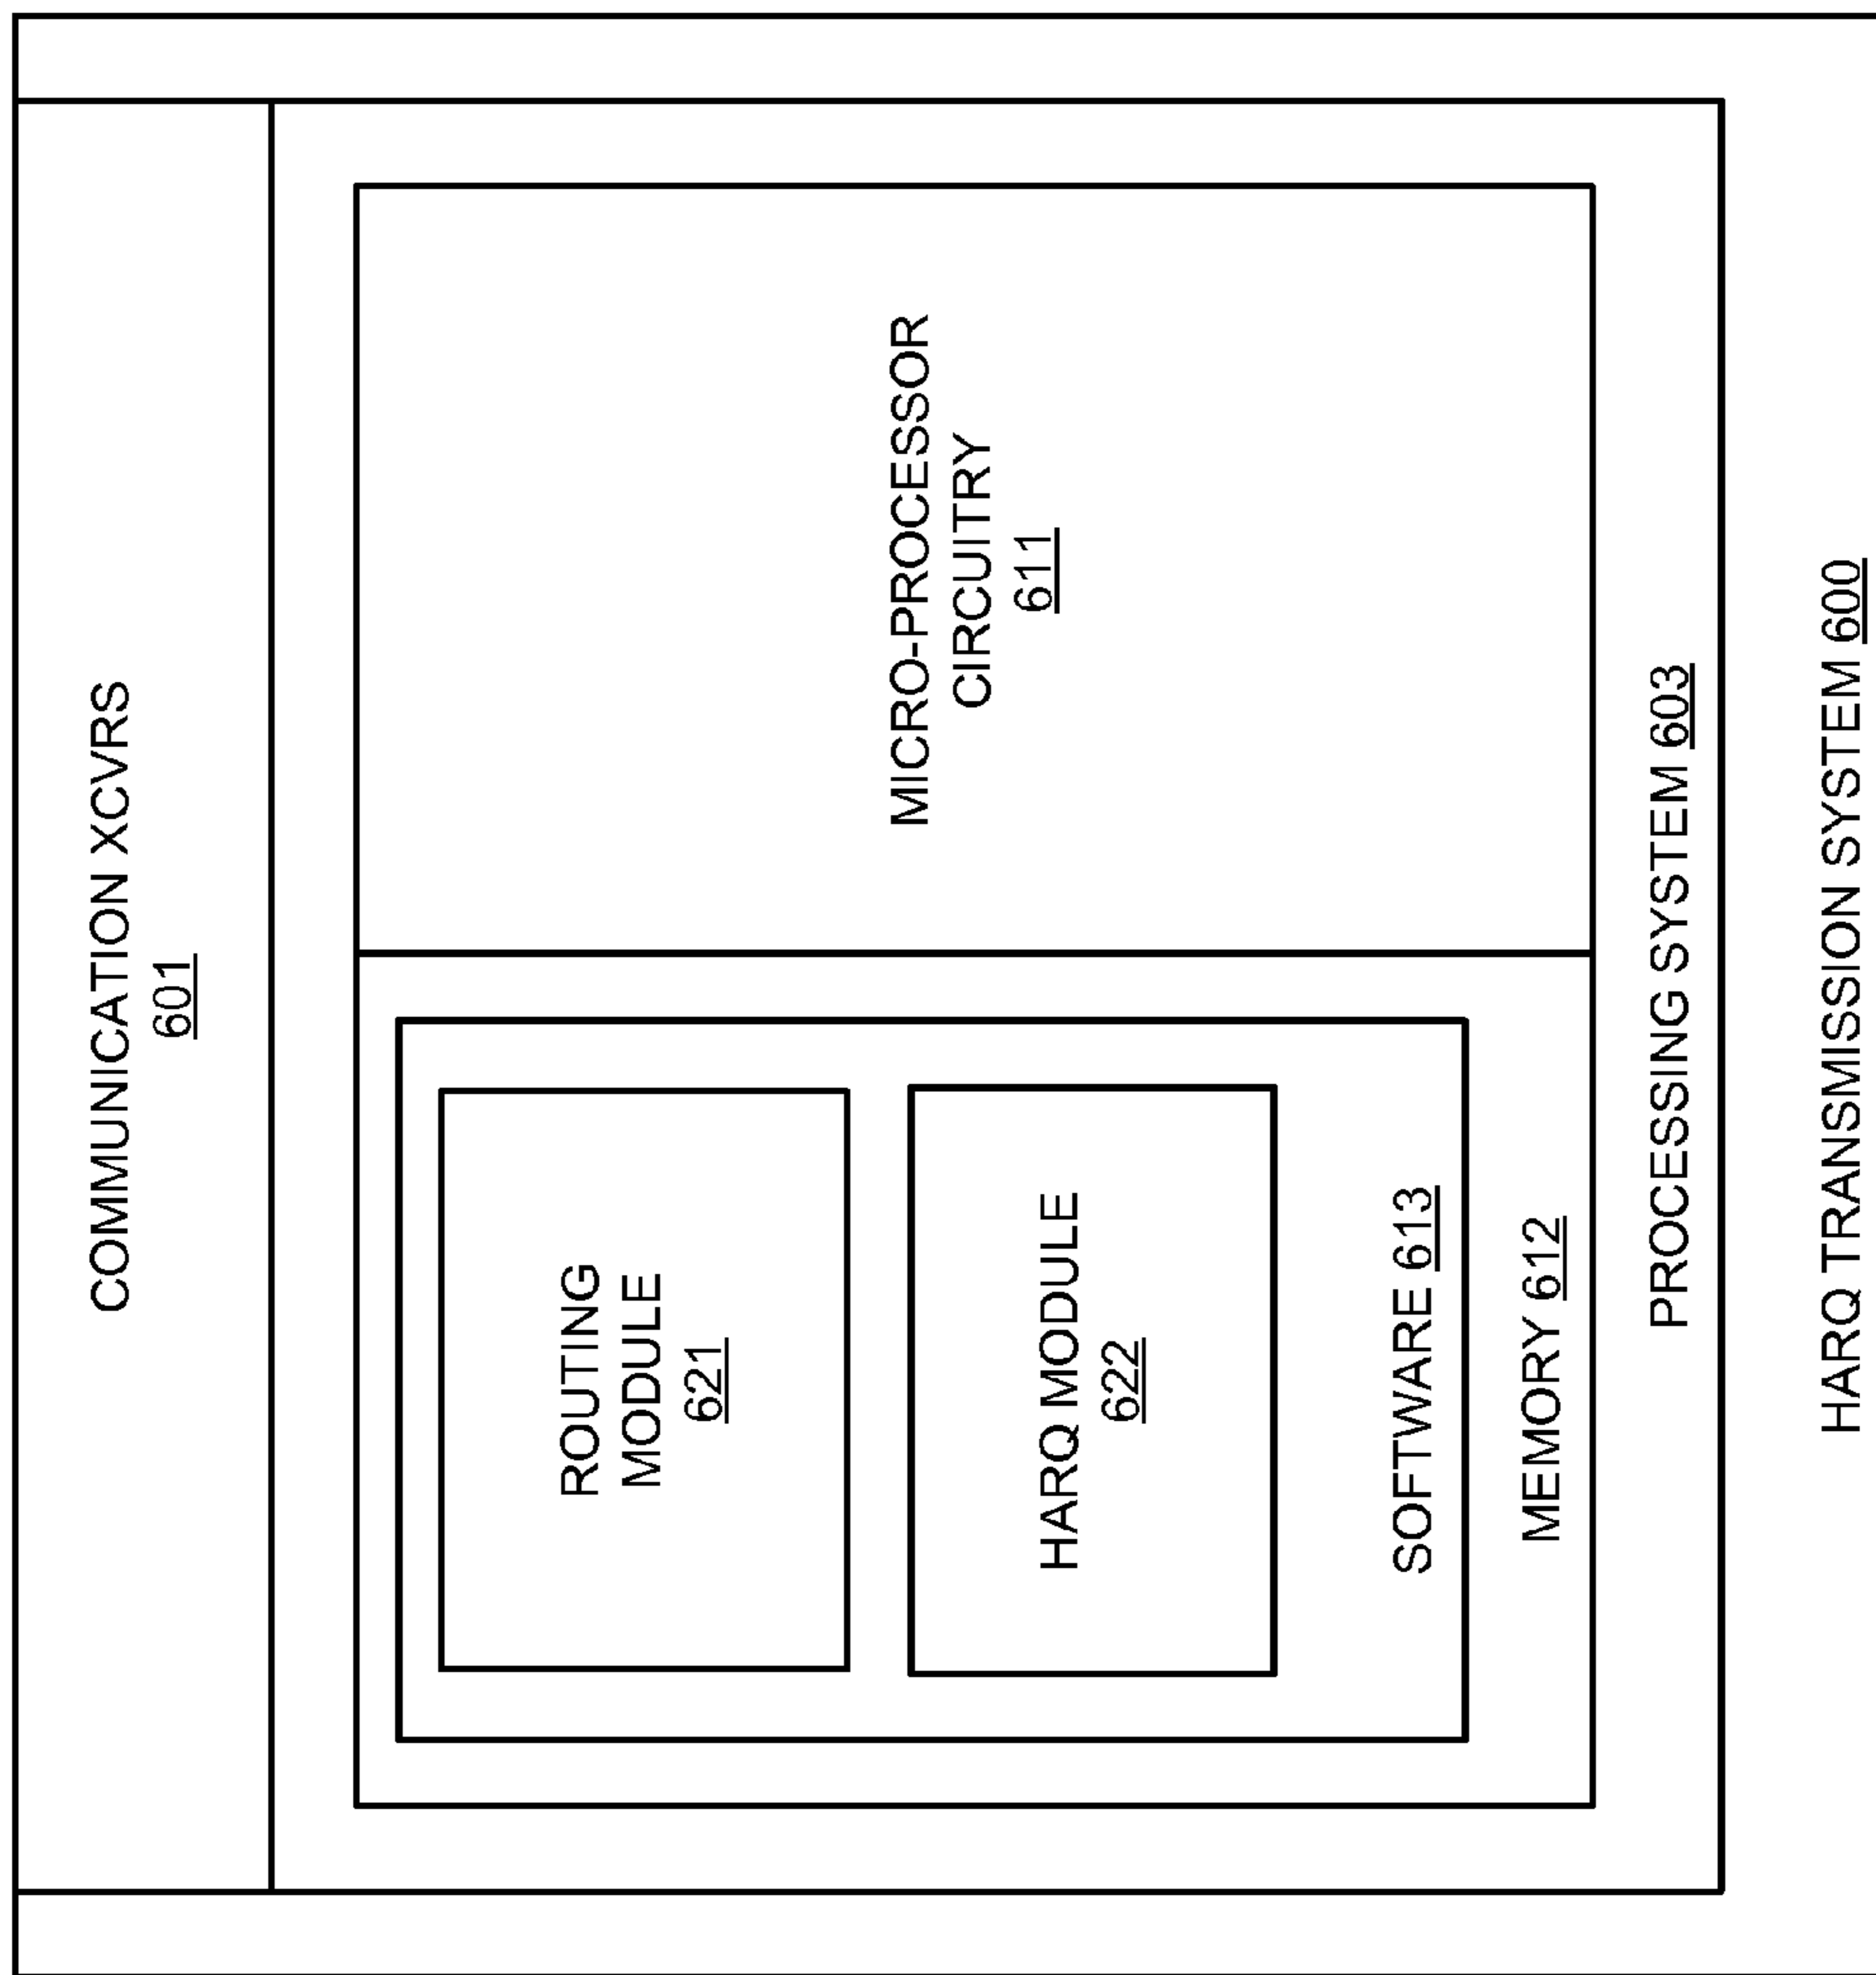 COMMUNICATION XCVRS
601
ROUTING
MODULE
621
HARQ MODULE
622
SOFTWARE 613
MEMORY 612
MICRO-PROCESSOR
CIRCUITRY
611
PROCESSING SYSTEM 603
HARQ TRANSMISSION SYSTEM 600